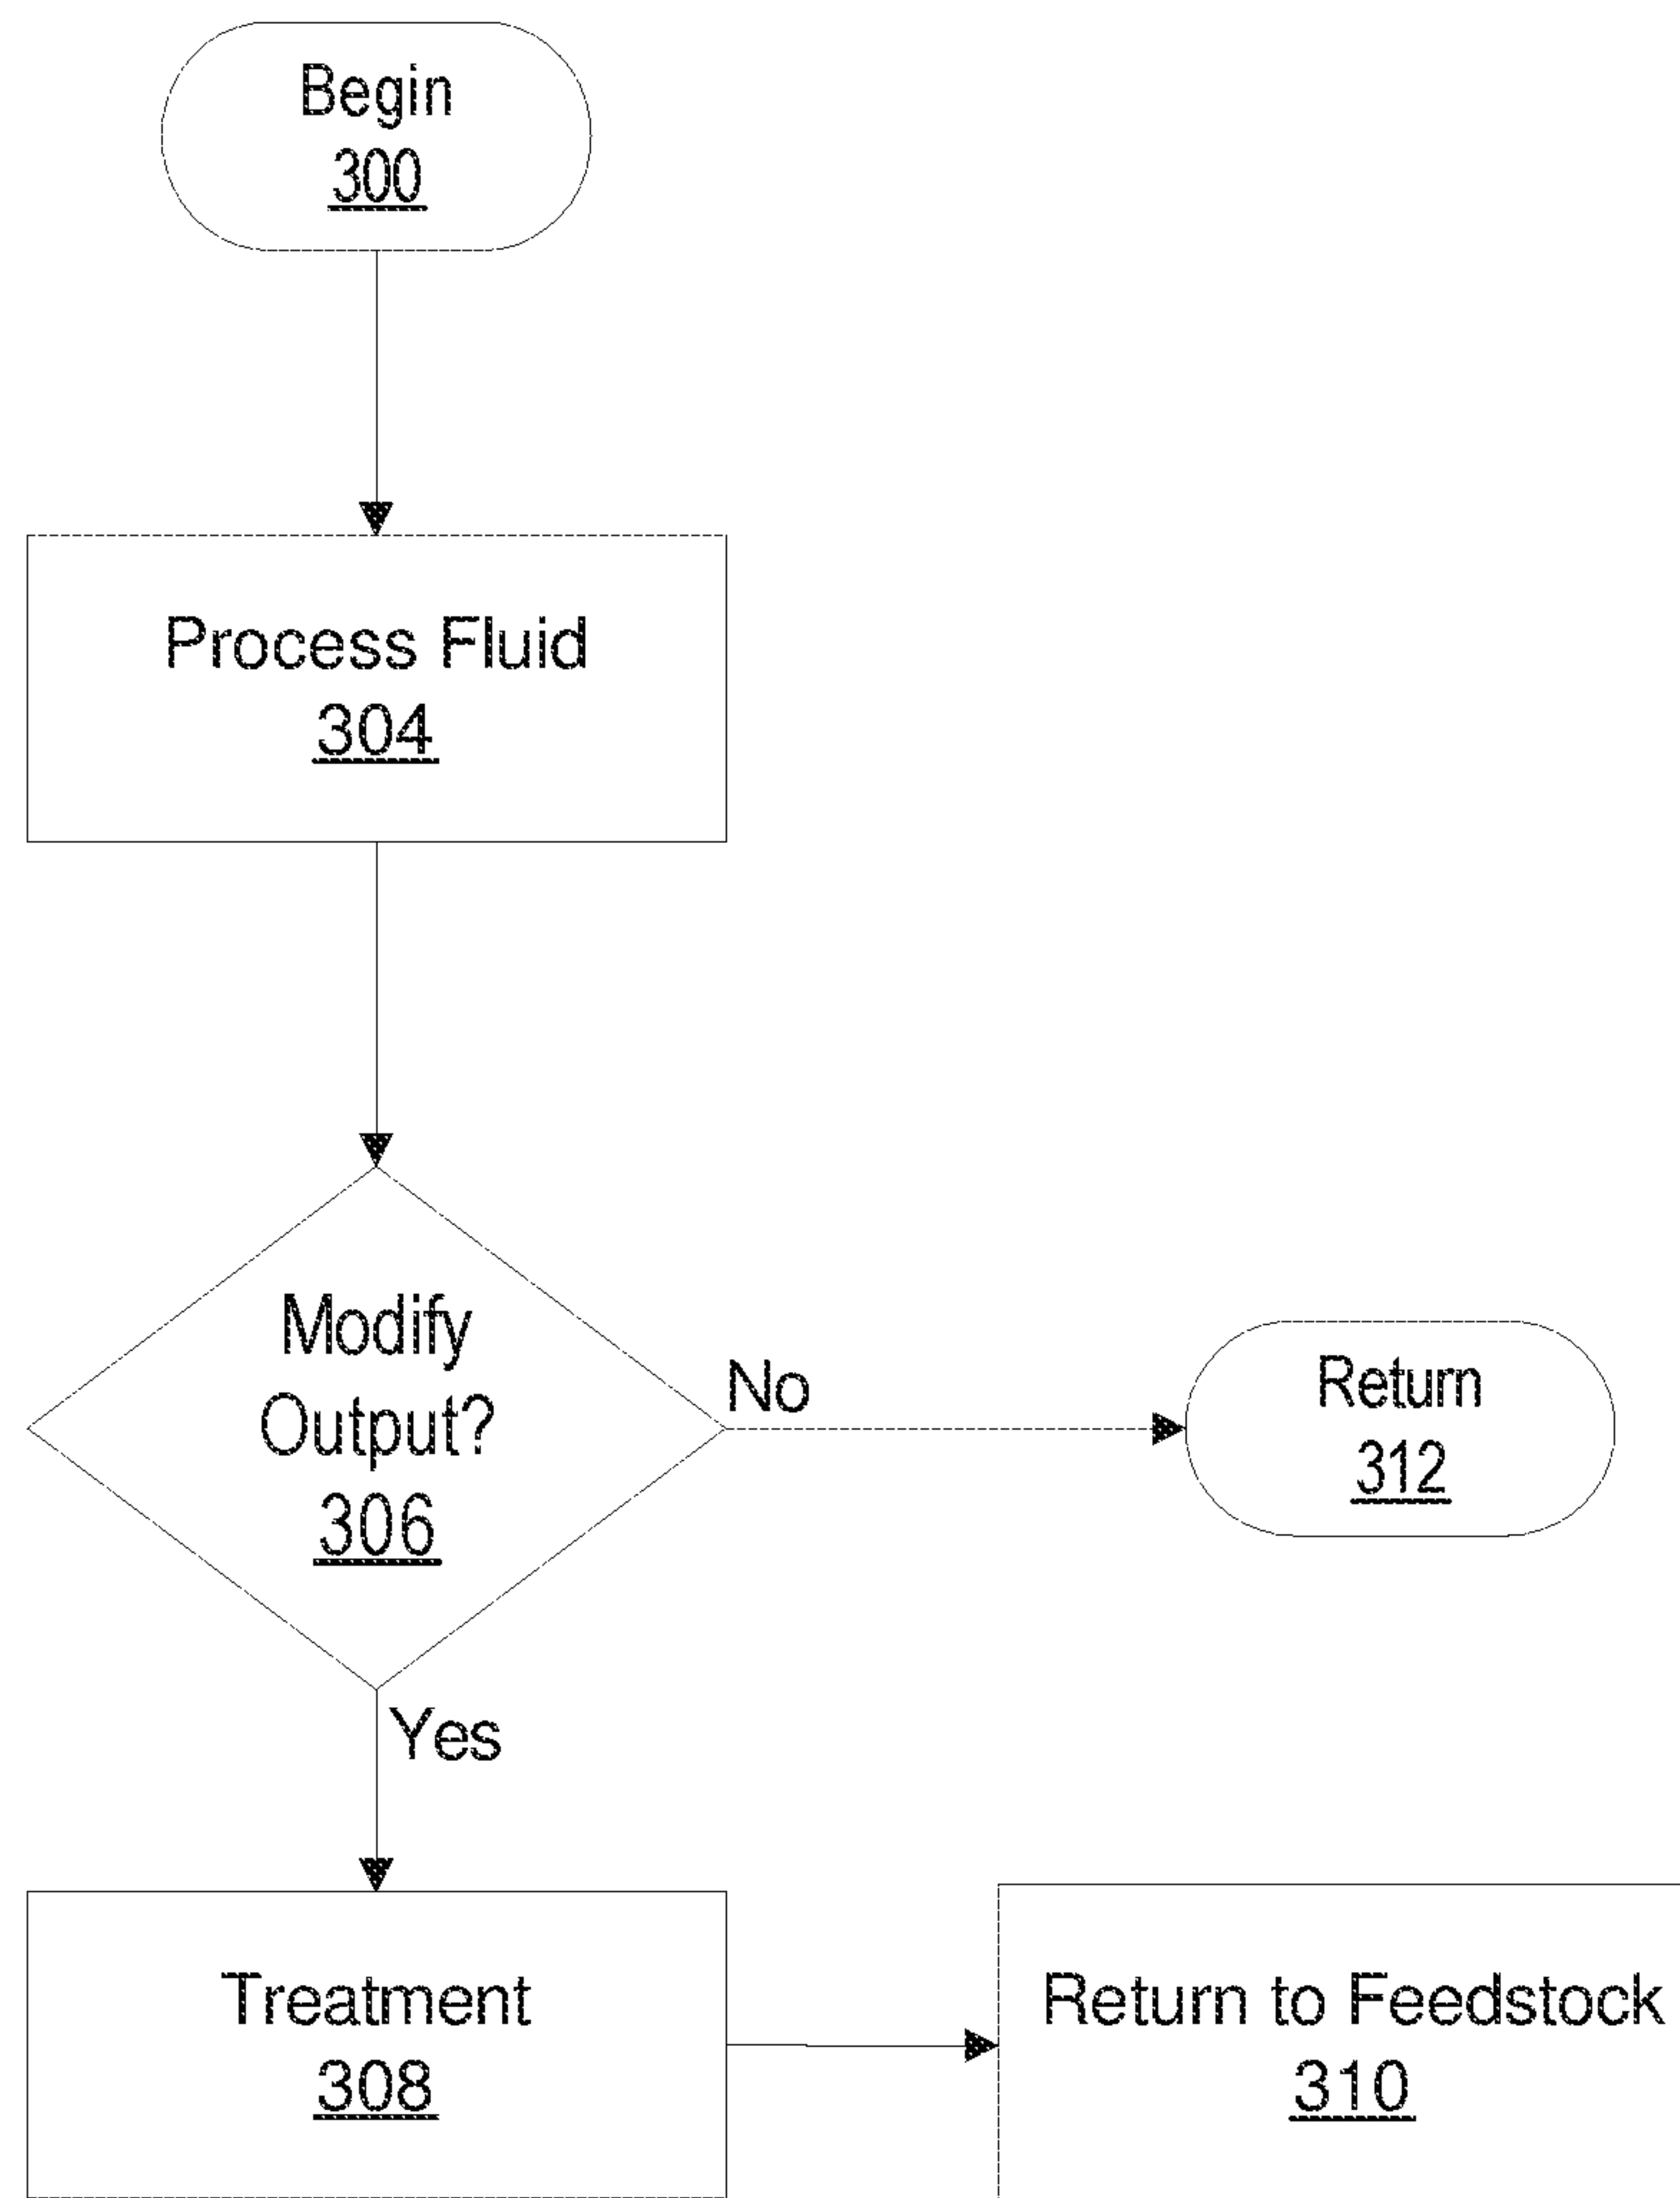 Begin
300
Process Fluid
304
Modify
Output?
306
No
Return
312
Yes
Treatment
308
Return to Feedstock
310